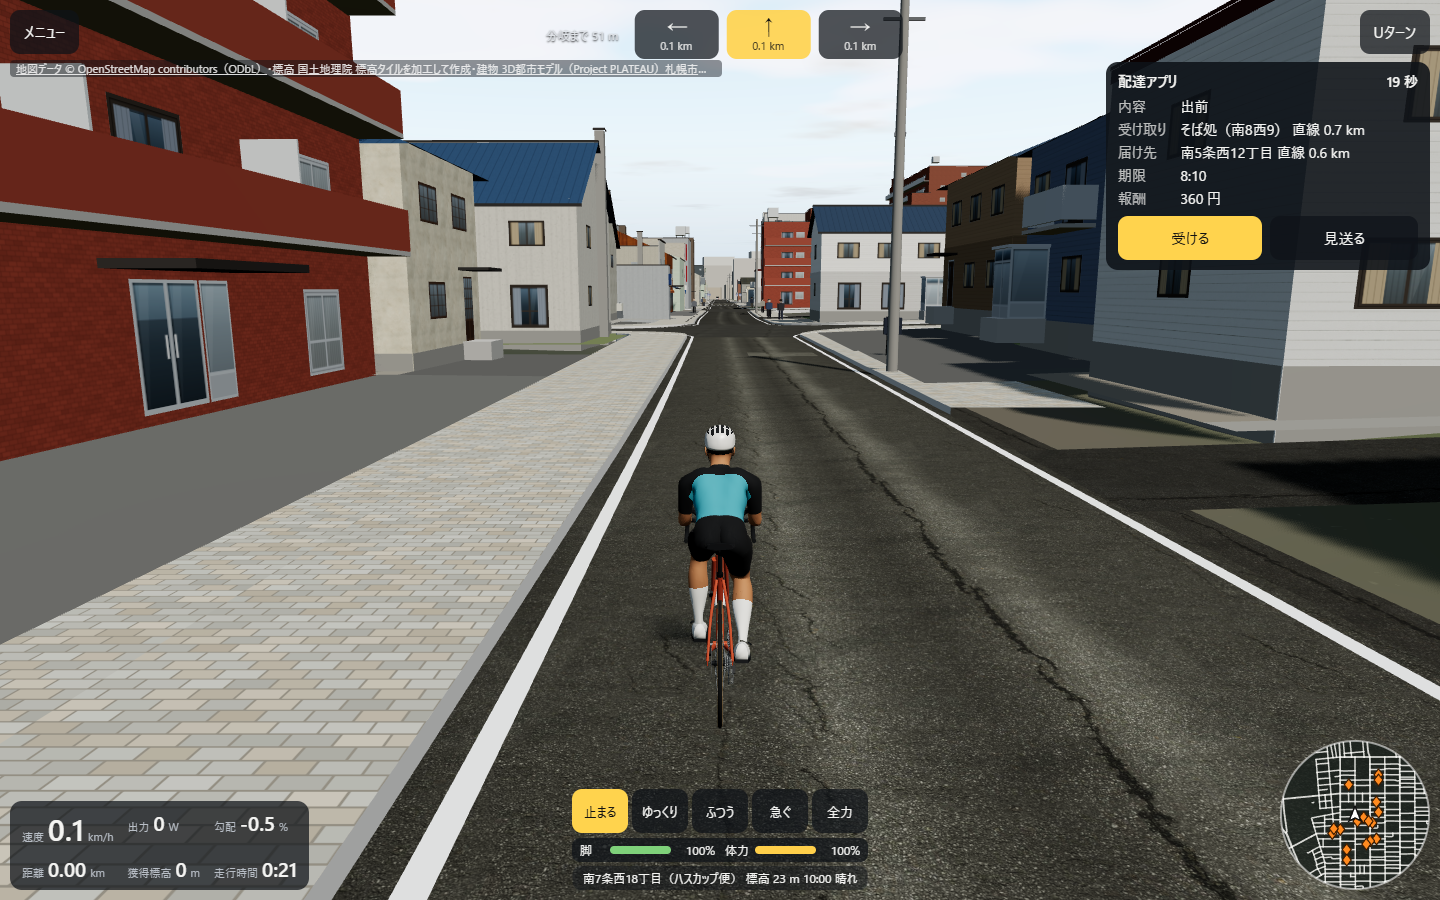 メニュー
分岐まで 51 m
←
0.1 km
↑
0.1 km
→
0.1 km
Uターン
地図データ © OpenStreetMap contributors（ODbL）・標高 国土地理院 標高タイルを加工して作成・建物 3D都市モデル（Project PLATEAU）札幌市...
配達アプリ 19 秒
内容 出前
受け取り そば処（南8西9） 直線 0.7 km
届け先 南5条西12丁目 直線 0.6 km
期限 8:10
報酬 360 円
受ける 見送る
速度 0.1 km/h 出力 0 W 勾配 -0.5 %
距離 0.00 km 獲得標高 0 m 走行時間 0:21
止まる ゆっくり ふつう 急ぐ 全力
脚 100% 体力 100%
南7条西18丁目（ハスカップ便） 標高 23 m 10:00 晴れ